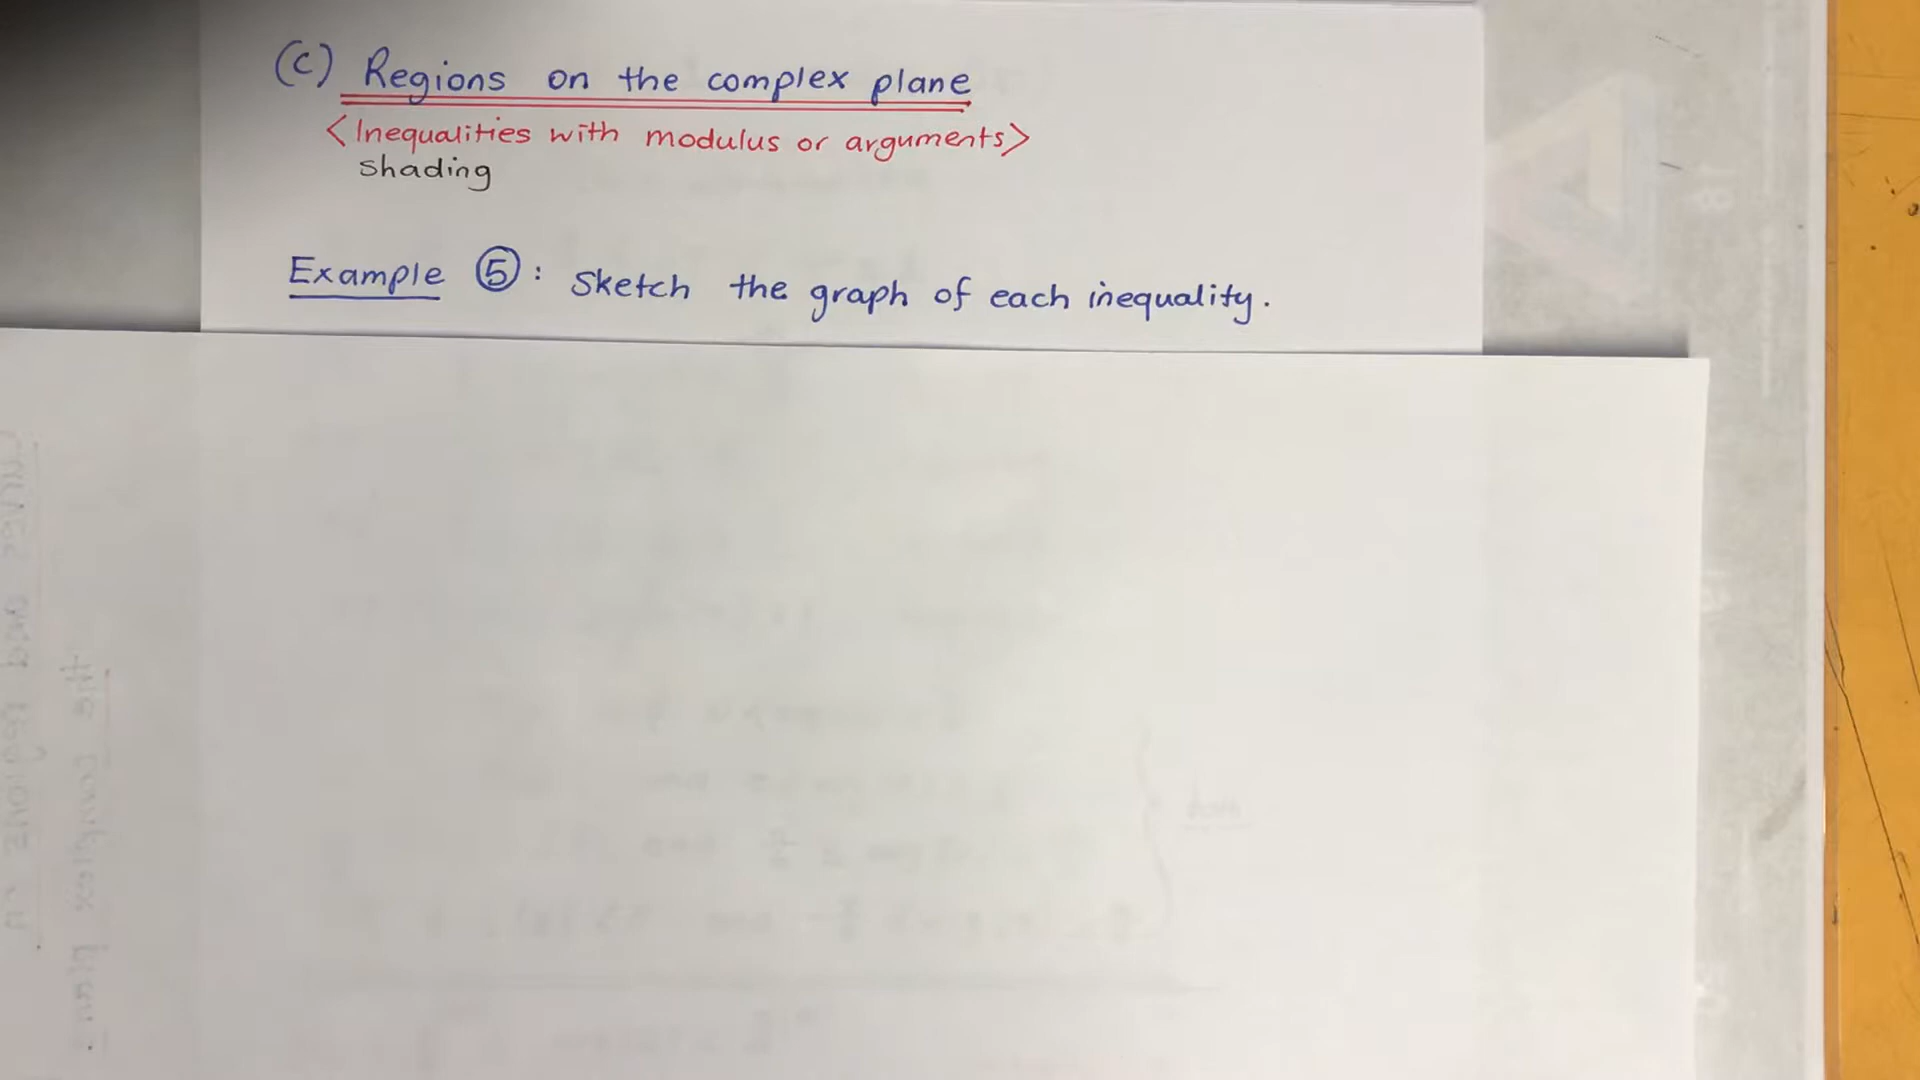 (C) Regions on the complex plane
<Inequalities with modulus or arguments>
shading
Example ⑤: Sketch the graph of each inequality.